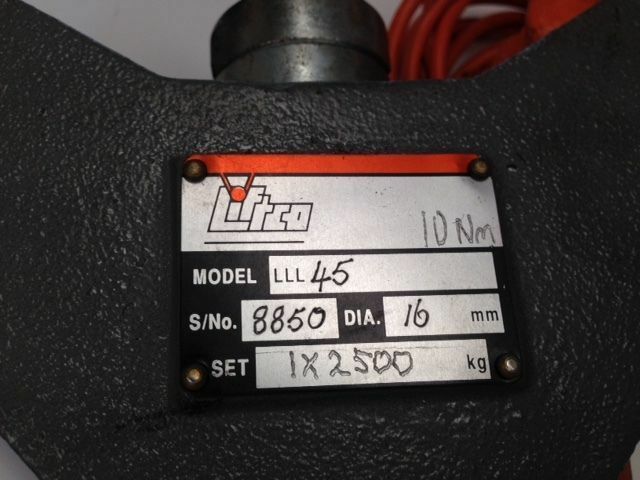 Liftco
10 Nm
MODEL LLL 45
S/No. 8850 DIA. 16 mm
SET 1X2500 kg